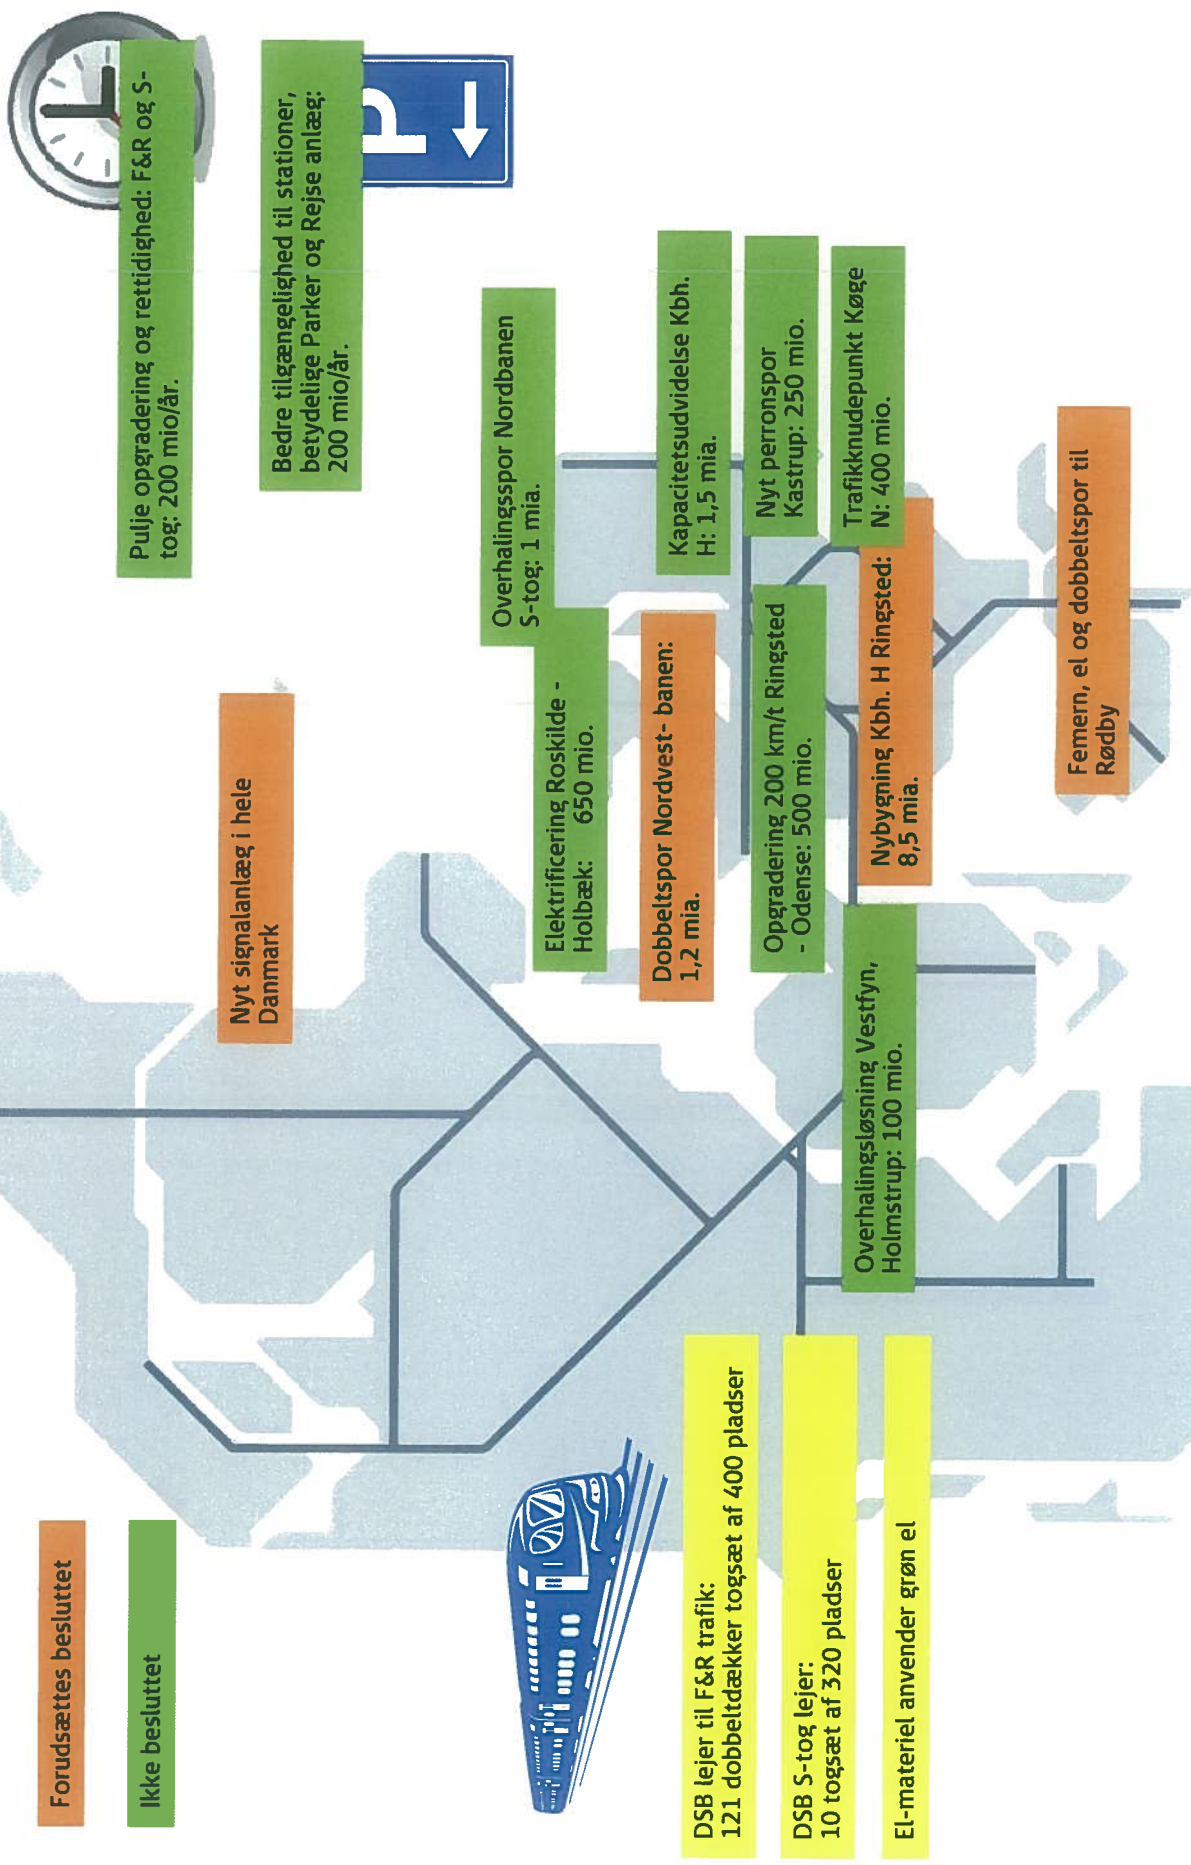 Forudsættes besluttet
Ikke besluttet
Nyt signalanlæg i hele
Danmark
Pulje opgradering og rettidighed: F&R og S-
tog: 200 mio/år.
Bedre tilgængelighed til stationer,
betydelige Parker og Rejse anlæg:
200 mio/år.
P
Overhalingsspor Nordbanen
S-tog: 1 mia.
Elektrificering Roskilde -
Holbæk: 650 mio.
Dobbeltspor Nordvest- banen:
1,2 mia.
Kapacitetsudvidelse Kbh.
H: 1,5 mia.
Nyt perronspor
Kastrup: 250 mio.
Opgradering 200 km/t Ringsted
- Odense: 500 mio.
Trafikknudepunkt Køge
N: 400 mio.
Nybygning Kbh. H Ringsted:
8,5 mia.
Overhalingsløsning Vestfyn,
Holmstrup: 100 mio.
Femern, el og dobbeltspor til
Rødby
DSB lejer til F&R trafik:
121 dobbeltdækker togsæt af 400 pladser
DSB S-tog lejer:
10 togsæt af 320 pladser
El-materiel anvender grøn el